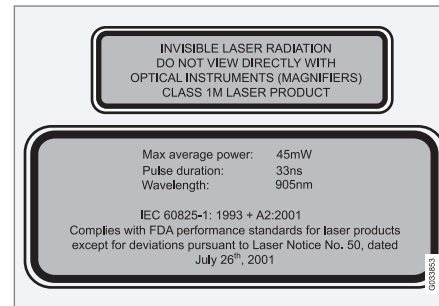 INVISIBLE LASER RADIATION
DO NOT VIEW DIRECTLY WITH
OPTICAL INSTRUMENTS (MAGNIFIERS)
CLASS 1M LASER PRODUCT
Max average power: 45mW
Pulse duration: 33ns
Wavelength: 905nm
IEC 60825-1: 1993 + A2:2001
Complies with FDA performance standards for laser products
except for deviations pursuant to Laser Notice No. 50, dated
July 26th, 2001
G033853